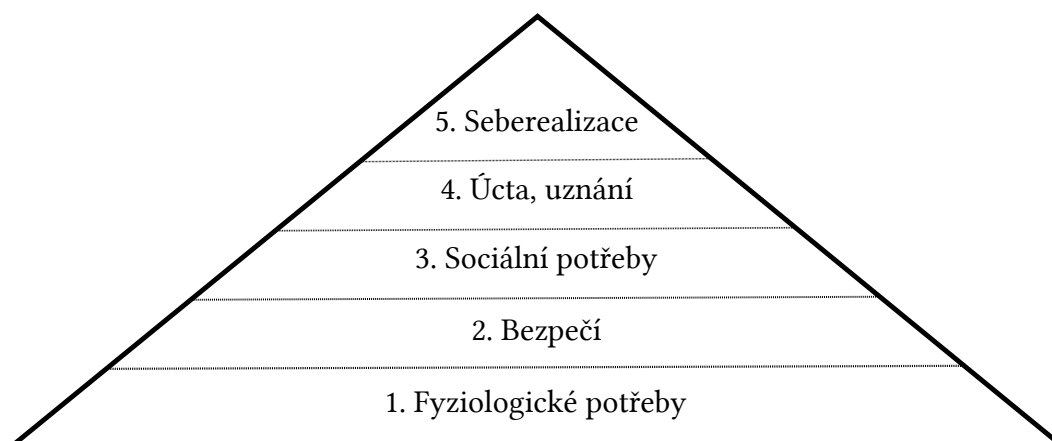 5. Seberealizace
4. Úcta, uznání
3. Sociální potřeby
2. Bezpečí
1. Fyziologické potřeby